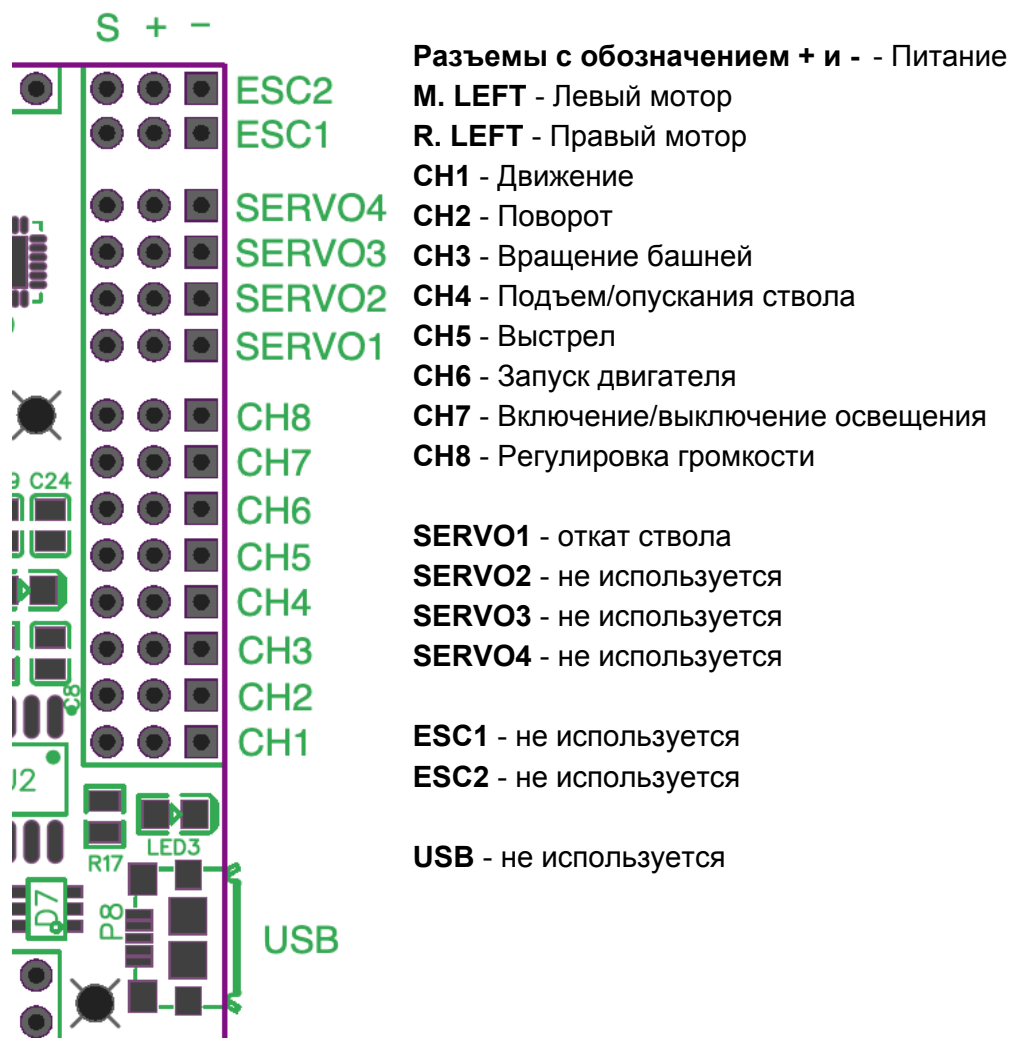 S + -
ESC2
ESC1
SERVO4
SERVO3
SERVO2
SERVO1
CH8
CH7
CH6
CH5
CH4
CH3
CH2
CH1
C24
C8
R17
LED3
D7
P8
USB
Разъемы с обозначением + и - - Питание
M. LEFT - Левый мотор
R. LEFT - Правый мотор
CH1 - Движение
CH2 - Поворот
CH3 - Вращение башней
CH4 - Подъем/опускания ствола
CH5 - Выстрел
CH6 - Запуск двигателя
CH7 - Включение/выключение освещения
CH8 - Регулировка громкости
SERVO1 - откат ствола
SERVO2 - не используется
SERVO3 - не используется
SERVO4 - не используется
ESC1 - не используется
ESC2 - не используется
USB - не используется